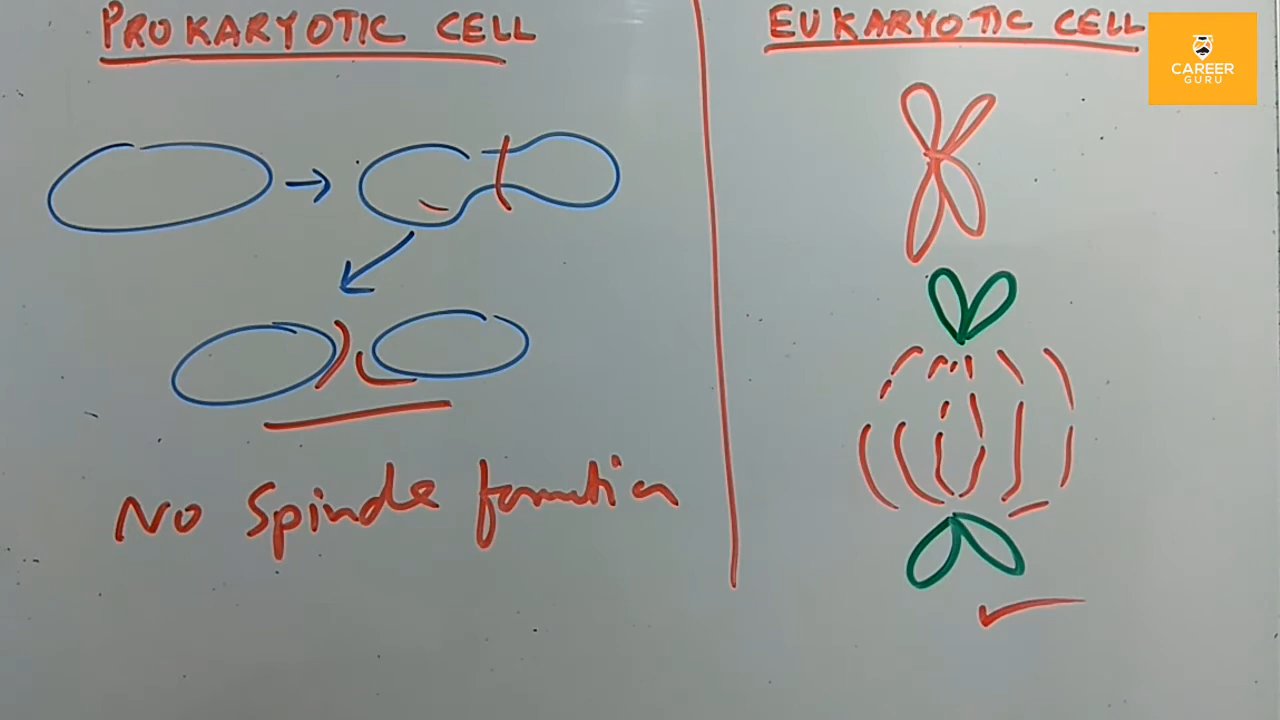 PROKARYOTIC CELL
EUKARYOTIC CELL
CAREER
GURU
No Spindle formation